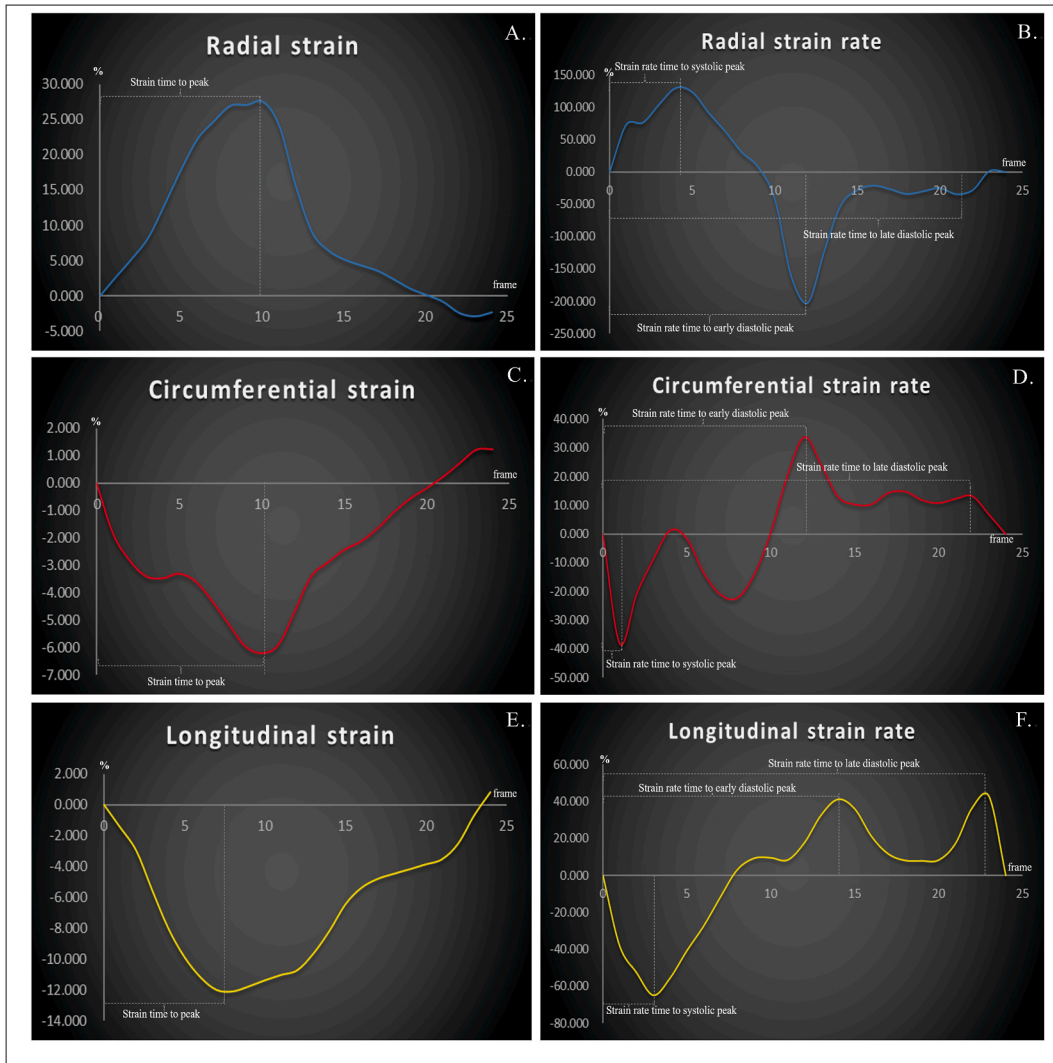 A.
Radial strain
%
Strain time to peak
30.000
25.000
20.000
15.000
10.000
5.000
0.000
-5.000
frame
0 5 10 15 20 25
B.
Radial strain rate
%
Strain rate time to systolic peak
150.000
100.000
50.000
0.000
-50.000
-100.000
-150.000
-200.000
-250.000
frame
0 5 10 15 20 25
Strain rate time to late diastolic peak
Strain rate time to early diastolic peak
C.
Circumferential strain
%
2.000
1.000
0.000
-1.000
-2.000
-3.000
-4.000
-5.000
-6.000
-7.000
frame
0 5 10 15 20 25
Strain time to peak
D.
Circumferential strain rate
%
Strain rate time to early diastolic peak
40.000
30.000
20.000
10.000
0.000
-10.000
-20.000
-30.000
-40.000
-50.000
Strain rate time to late diastolic peak
frame
0 5 10 15 20 25
Strain rate time to systolic peak
E.
Longitudinal strain
%
2.000
0.000
-2.000
-4.000
-6.000
-8.000
-10.000
-12.000
-14.000
frame
0 5 10 15 20 25
Strain time to peak
F.
Longitudinal strain rate
%
Strain rate time to late diastolic peak
Strain rate time to early diastolic peak
60.000
40.000
20.000
0.000
-20.000
-40.000
-60.000
-80.000
frame
0 5 10 15 20 25
Strain rate time to systolic peak